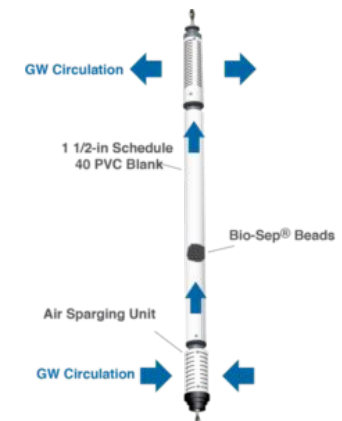 GW Circulation
1 1/2-in Schedule
40 PVC Blank
Bio-Sep® Beads
Air Sparging Unit
GW Circulation